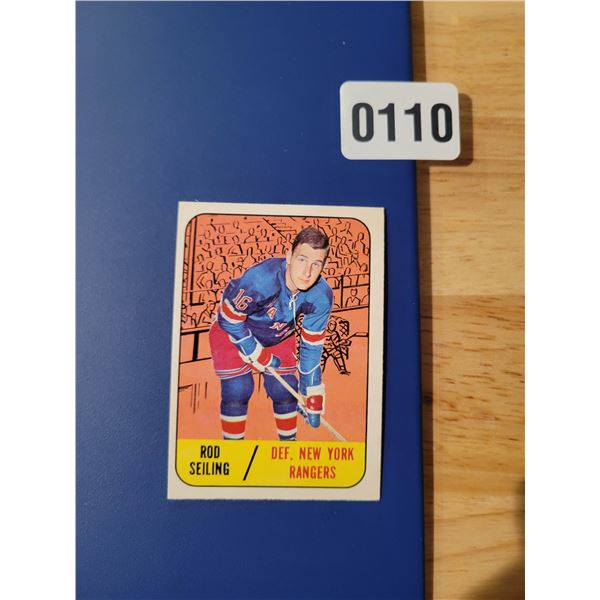 0110
16
A
ROD
SEILING
DEF. NEW YORK
RANGERS